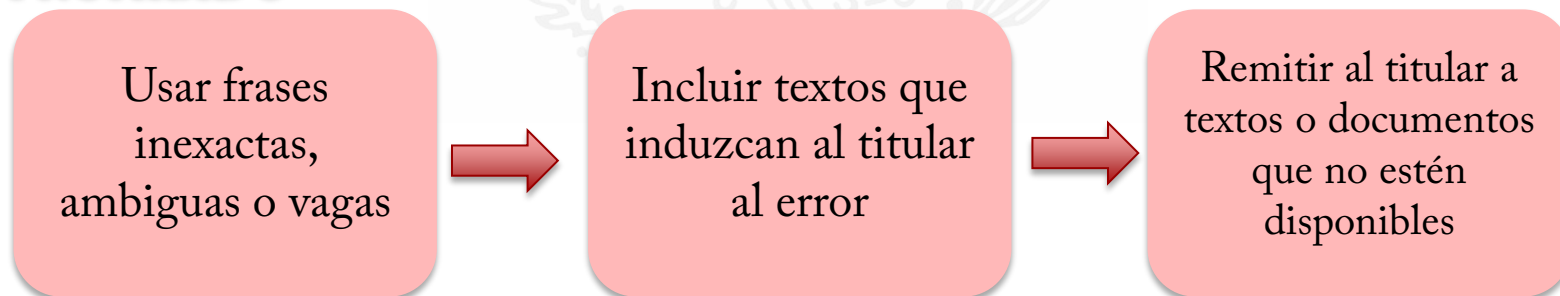 Usar frases
inexactas,
ambiguas o vagas
Incluir textos que
induzcan al titular
al error
Remitir al titular a
textos o documentos
que no estén
disponibles